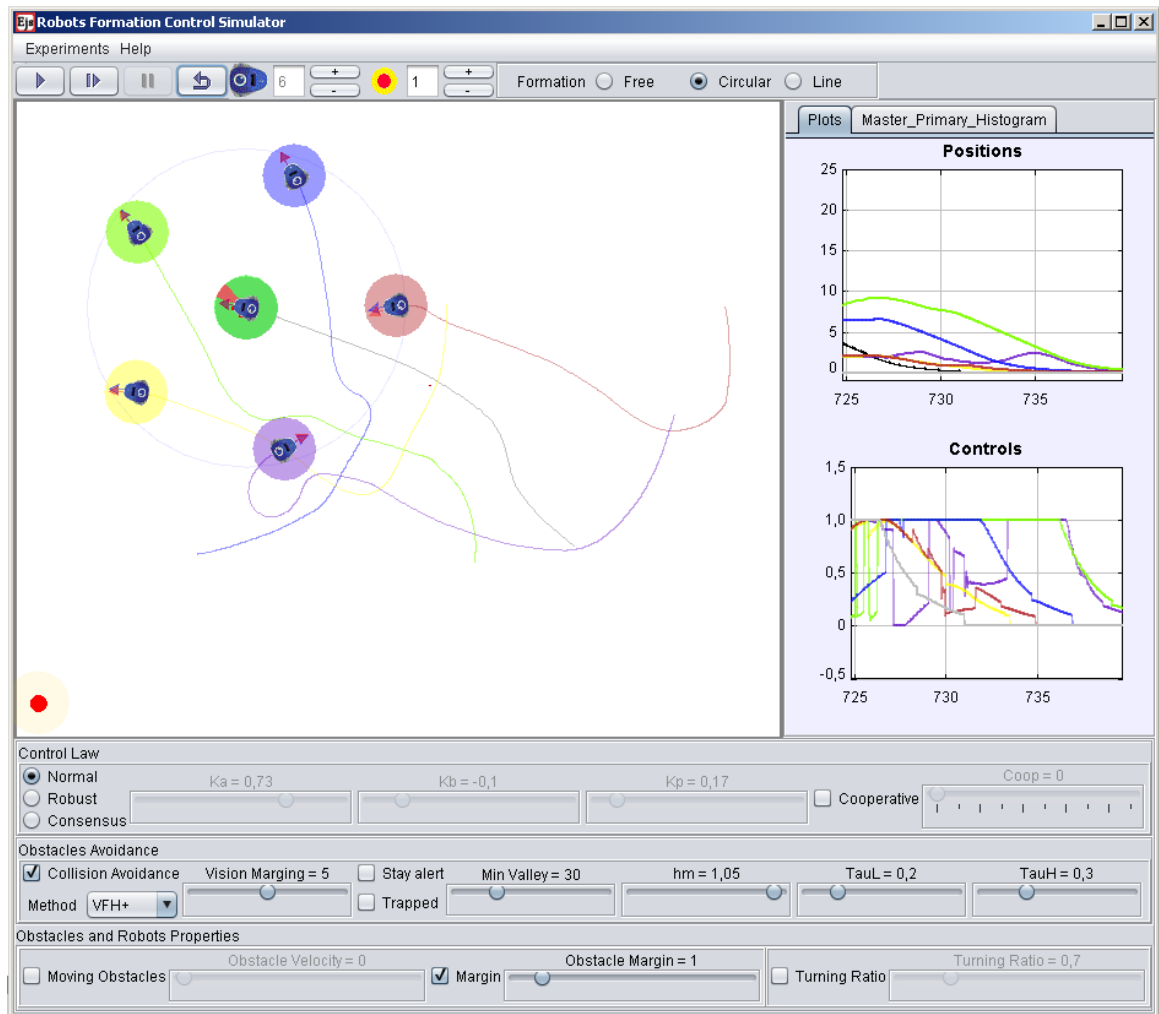 Ejs Robots Formation Control Simulator
Experiments Help
6 + - 1 + - Formation Free Circular Line
Plots Master_Primary_Histogram
Positions
25
20
15
10
5
0
725 730 735
Controls
1,5
1,0
0,5
0
-0,5
725 730 735
Control Law
Normal
Robust
Consensus
Ka = 0,73 Kb = -0,1 Kp = 0,17
Cooperative
Coop = 0
Obstacles Avoidance
Collision Avoidance Vision Marging = 5 Stay alert Min Valley = 30 hm = 1,05 TauL = 0,2 TauH = 0,3
Method VFH+ Trapped
Obstacles and Robots Properties
Moving Obstacles Obstacle Velocity = 0 Margin Obstacle Margin = 1 Turning Ratio Turning Ratio = 0,7